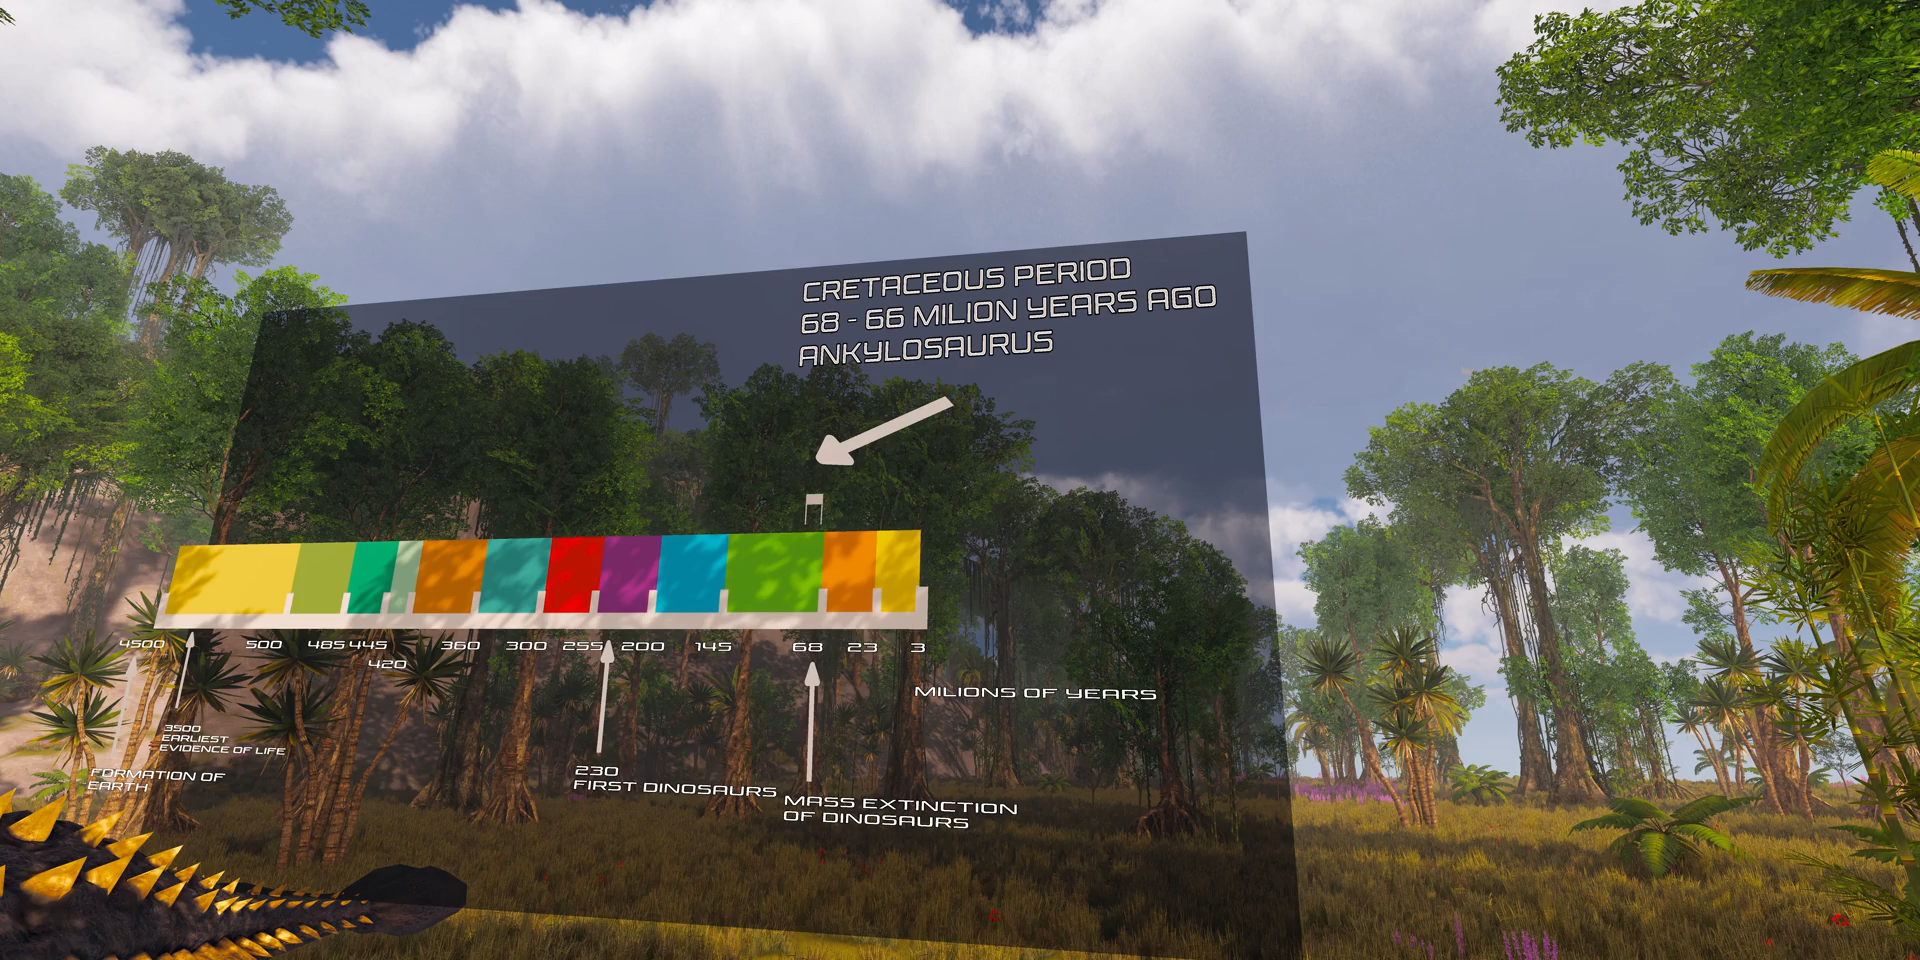 CRETACEOUS PERIOD
68 - 66 MILION YEARS AGO
ANKYLOSAURUS
4500 500 485 445 360 300 255 200 145 68 23 3
420
MILIONS OF YEARS
3500
EARLIEST
EVIDENCE OF LIFE
FORMATION OF
EARTH
230
FIRST DINOSAURS
MASS EXTINCTION
OF DINOSAURS